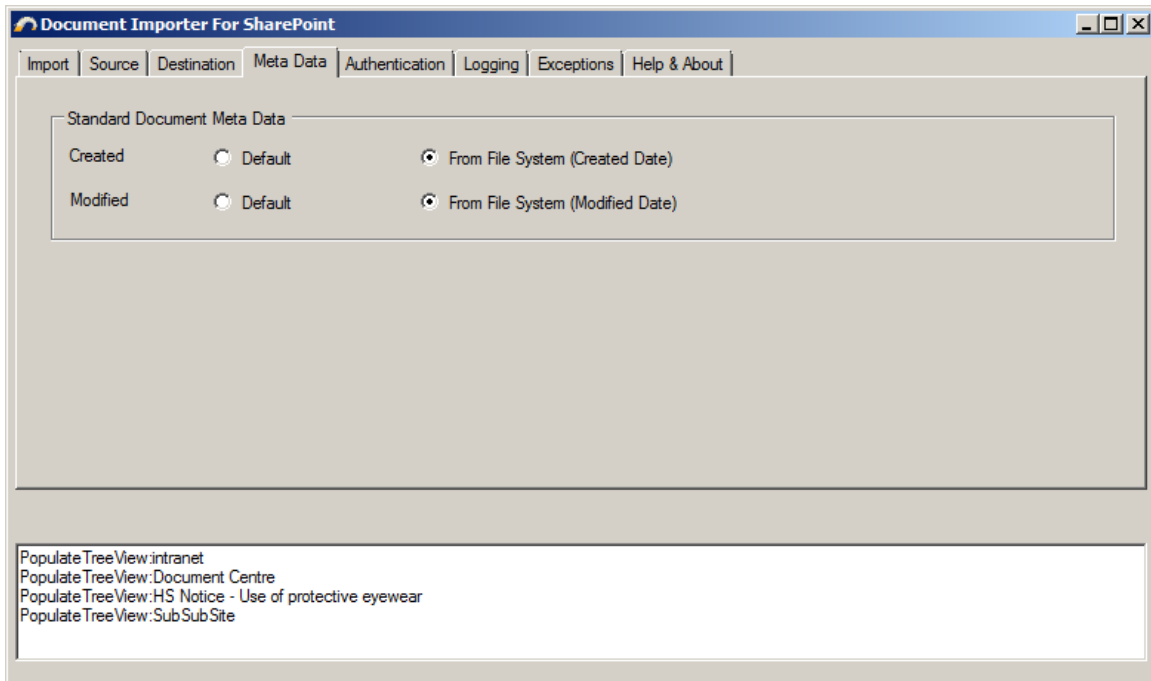 Document Importer For SharePoint
Import Source Destination Meta Data Authentication Logging Exceptions Help & About
Standard Document Meta Data
Created Default From File System (Created Date)
Modified Default From File System (Modified Date)
PopulateTreeView:intranet
PopulateTreeView:Document Centre
PopulateTreeView:HS Notice - Use of protective eyewear
PopulateTreeView:SubSubSite